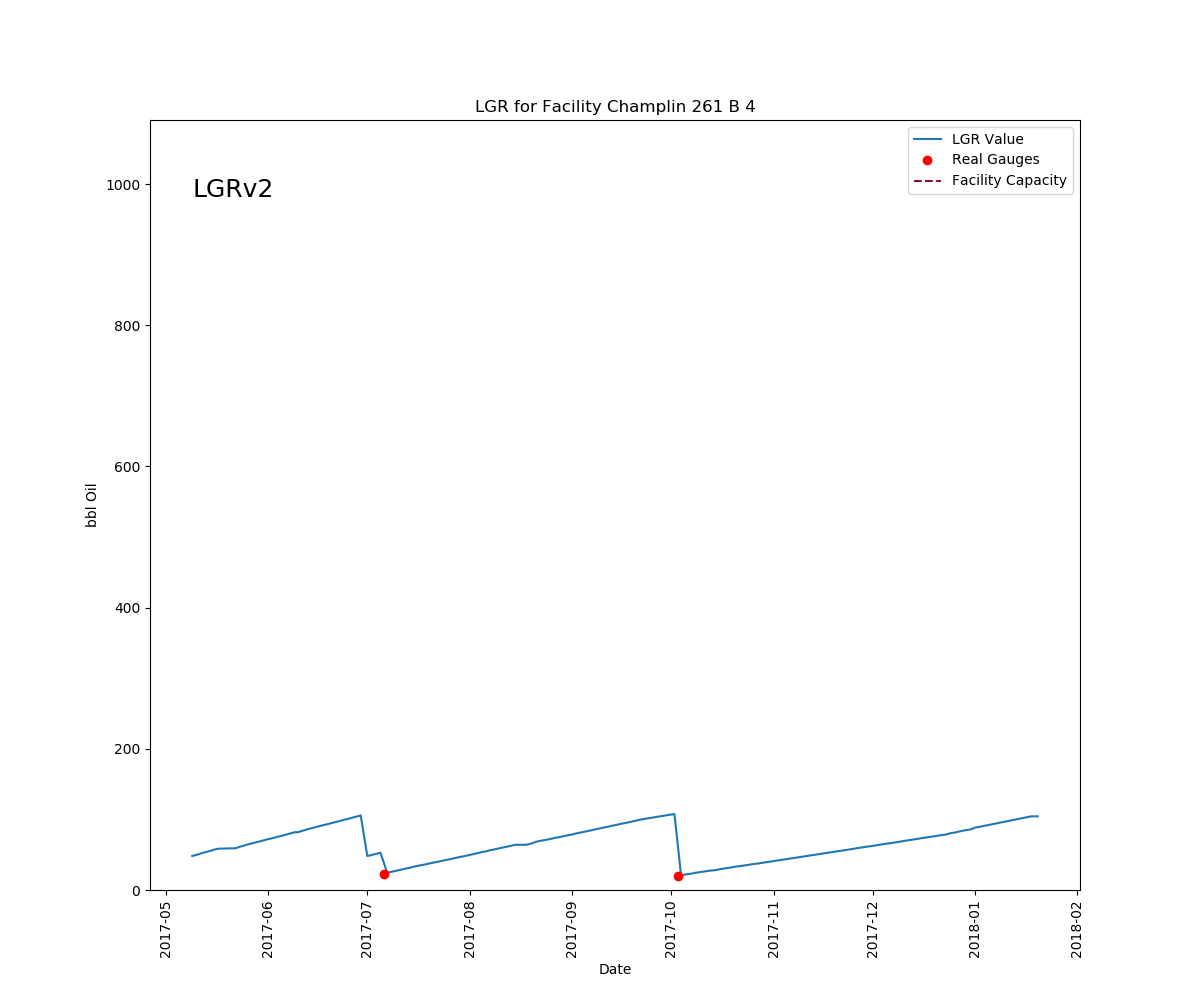 LGR for Facility Champlin 261 B 4
LGRv2
LGR Value
Real Gauges
Facility Capacity
1000
800
600
400
200
0
bbl Oil
2017-05
2017-06
2017-07
2017-08
2017-09
2017-10
2017-11
2017-12
2018-01
2018-02
Date